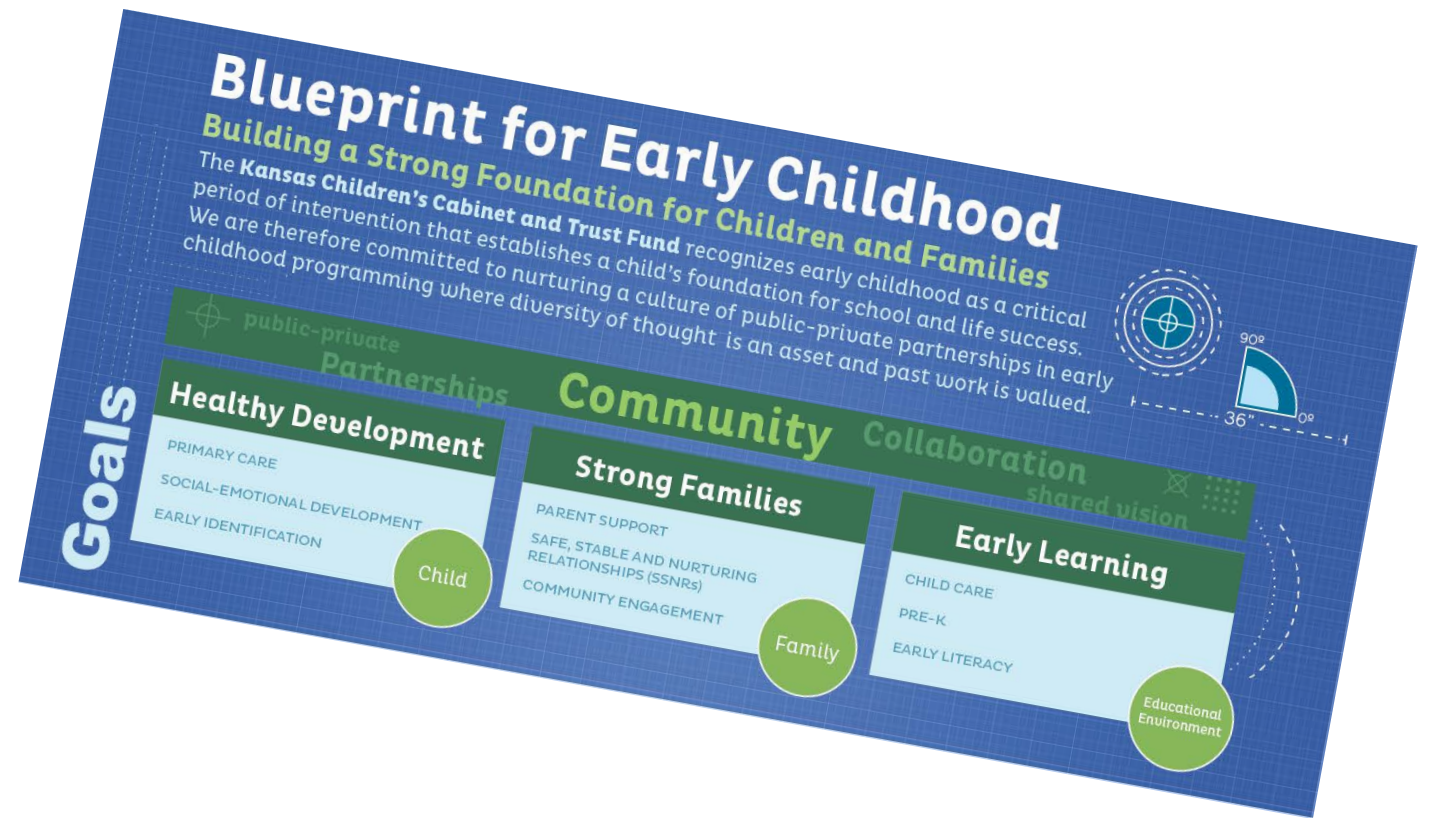 Blueprint for Early Childhood
Building a Strong Foundation for Children and Families
The Kansas Children's Cabinet and Trust Fund recognizes early childhood as a critical
period of intervention that establishes a child's foundation for school and life success.
We are therefore committed to nurturing a culture of public-private partnerships in early
childhood programming where diversity of thought is an asset and past work is valued.
90º
0º
36"
public-private
Partnerships
Community
Collaboration
shared vision
Goals
Healthy Development
PRIMARY CARE
SOCIAL-EMOTIONAL DEVELOPMENT
EARLY IDENTIFICATION
Child
Strong Families
PARENT SUPPORT
SAFE, STABLE AND NURTURING
RELATIONSHIPS (SSNRs)
COMMUNITY ENGAGEMENT
Family
Early Learning
CHILD CARE
PRE-K
EARLY LITERACY
Educational
Environment